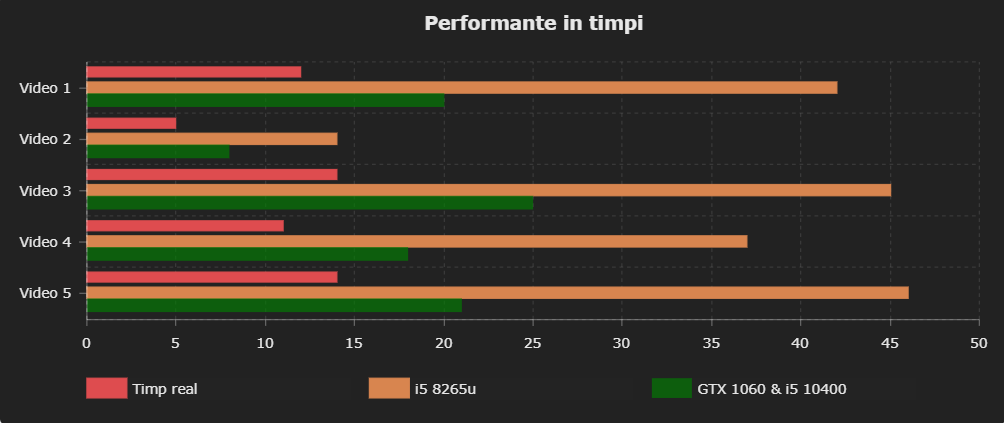 Performante in timpi
Video 1
Video 2
Video 3
Video 4
Video 5
0 5 10 15 20 25 30 35 40 45 50
Timp real i5 8265u GTX 1060 & i5 10400